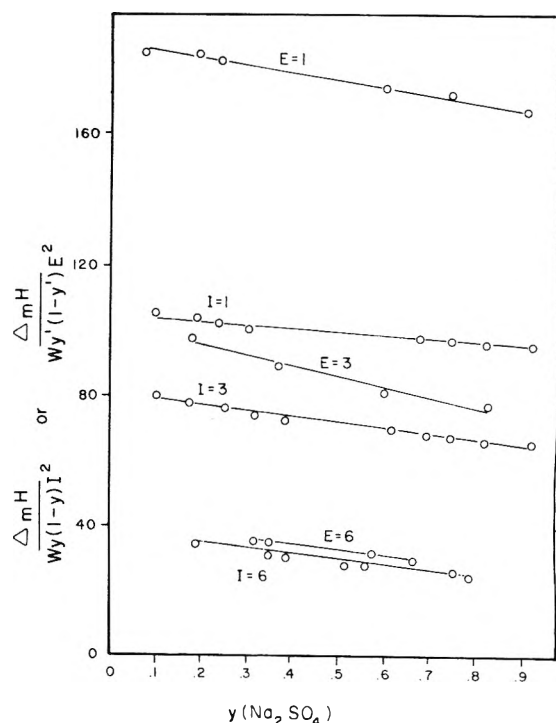 E=1
160
120
I=1
E=3
80
I=3
40
E=6
I=6
0
0 .1 .2 .3 .4 .5 .6 .7 .8 .9
y(Na₂SO₄)
ΔmH
Wy'(1-y')E²
or
ΔmH
Wy(1-y)I²